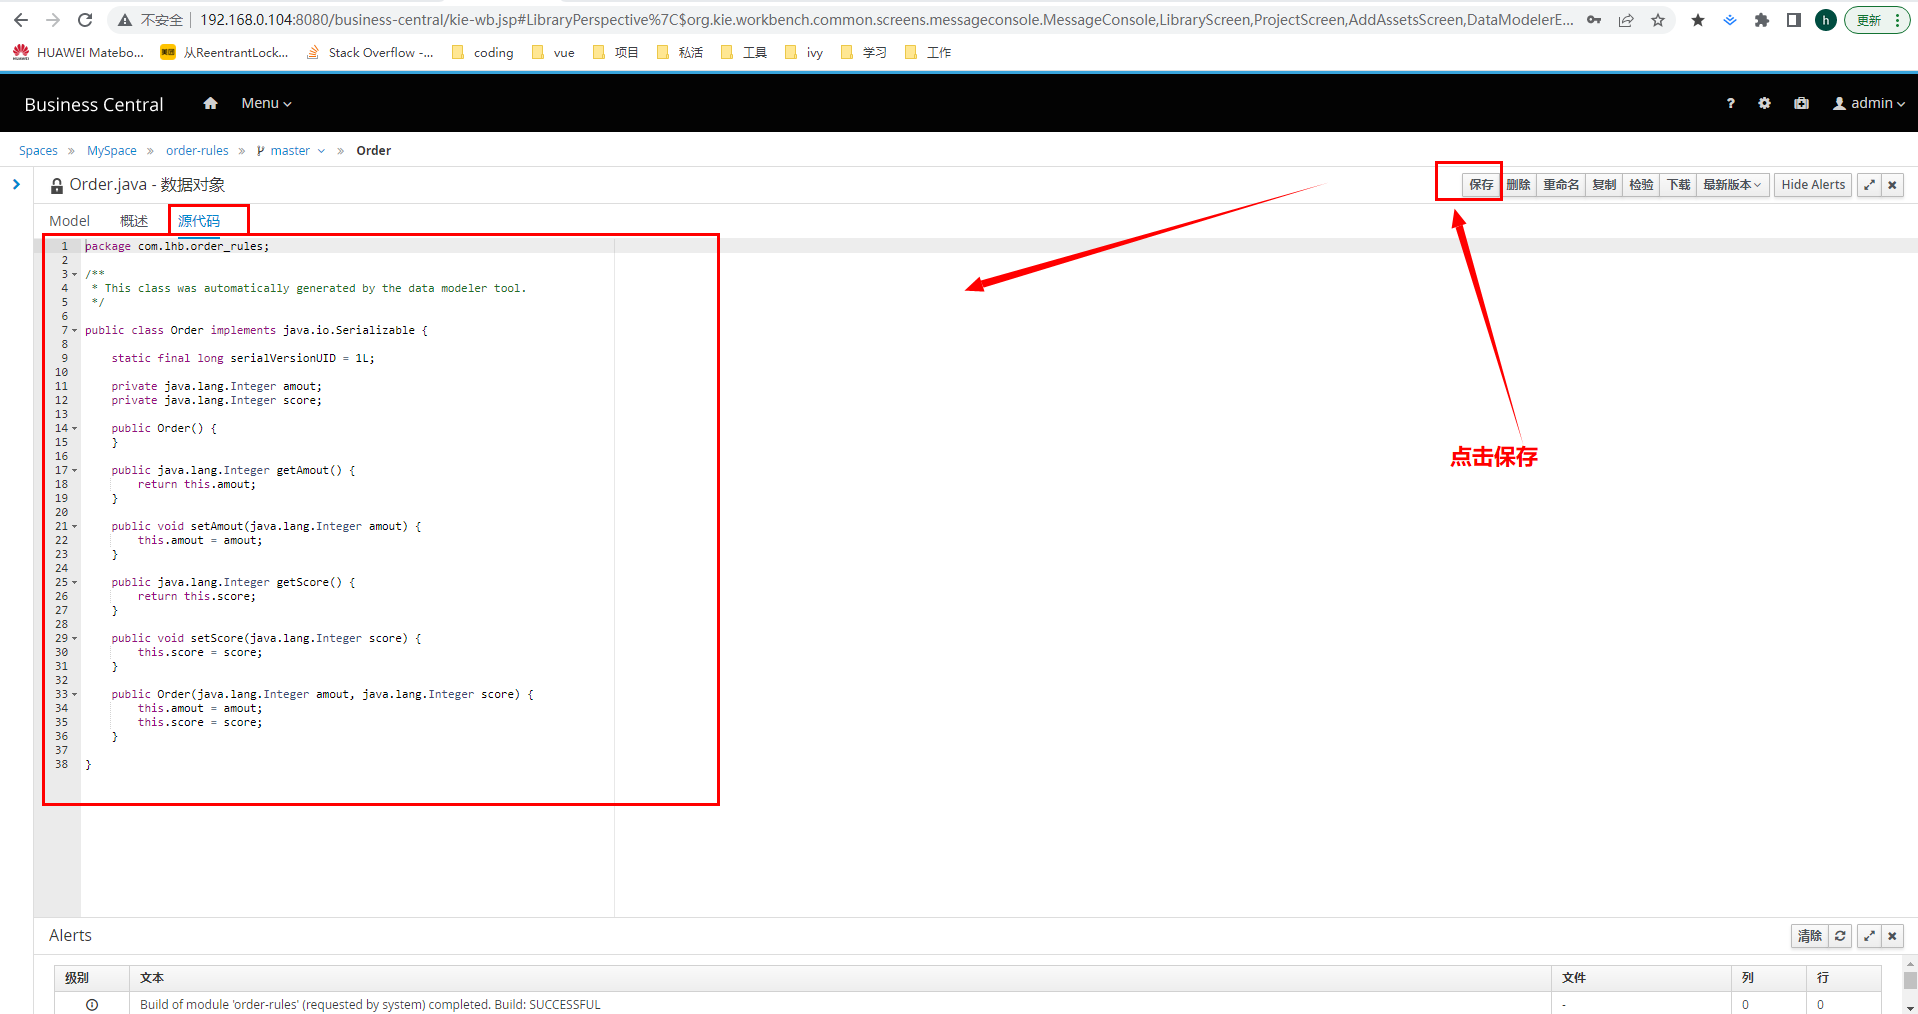 不安全 192.168.0.104:8080/business-central/kie-wb.jsp#LibraryPerspective%7C$org.kie.workbench.common.screens.messageconsole.MessageConsole,LibraryScreen,ProjectScreen,AddAssetsScreen,DataModelerE... h 更新
HUAWEI Matebo... 从ReentrantLock... Stack Overflow -... coding vue 项目 私活 工具 ivy 学习 工作
Business Central Menu ? admin
Spaces » MySpace » order-rules » master » Order
Order.java - 数据对象 保存 删除 重命名 复制 检验 下载 最新版本 Hide Alerts
Model 概述 源代码
1 package com.lhb.order_rules;
2
3 /**
4 * This class was automatically generated by the data modeler tool.
5 */
6
7 public class Order implements java.io.Serializable {
8
9 static final long serialVersionUID = 1L;
10
11 private java.lang.Integer amout;
12 private java.lang.Integer score;
13
14 public Order() {
15 }
16
17 public java.lang.Integer getAmout() {
18 return this.amout;
19 }
20
21 public void setAmout(java.lang.Integer amout) {
22 this.amout = amout;
23 }
24
25 public java.lang.Integer getScore() {
26 return this.score;
27 }
28
29 public void setScore(java.lang.Integer score) {
30 this.score = score;
31 }
32
33 public Order(java.lang.Integer amout, java.lang.Integer score) {
34 this.amout = amout;
35 this.score = score;
36 }
37
38 }
点击保存
Alerts 清除
级别 文本 文件 列 行
Build of module 'order-rules' (requested by system) completed. Build: SUCCESSFUL - 0 0